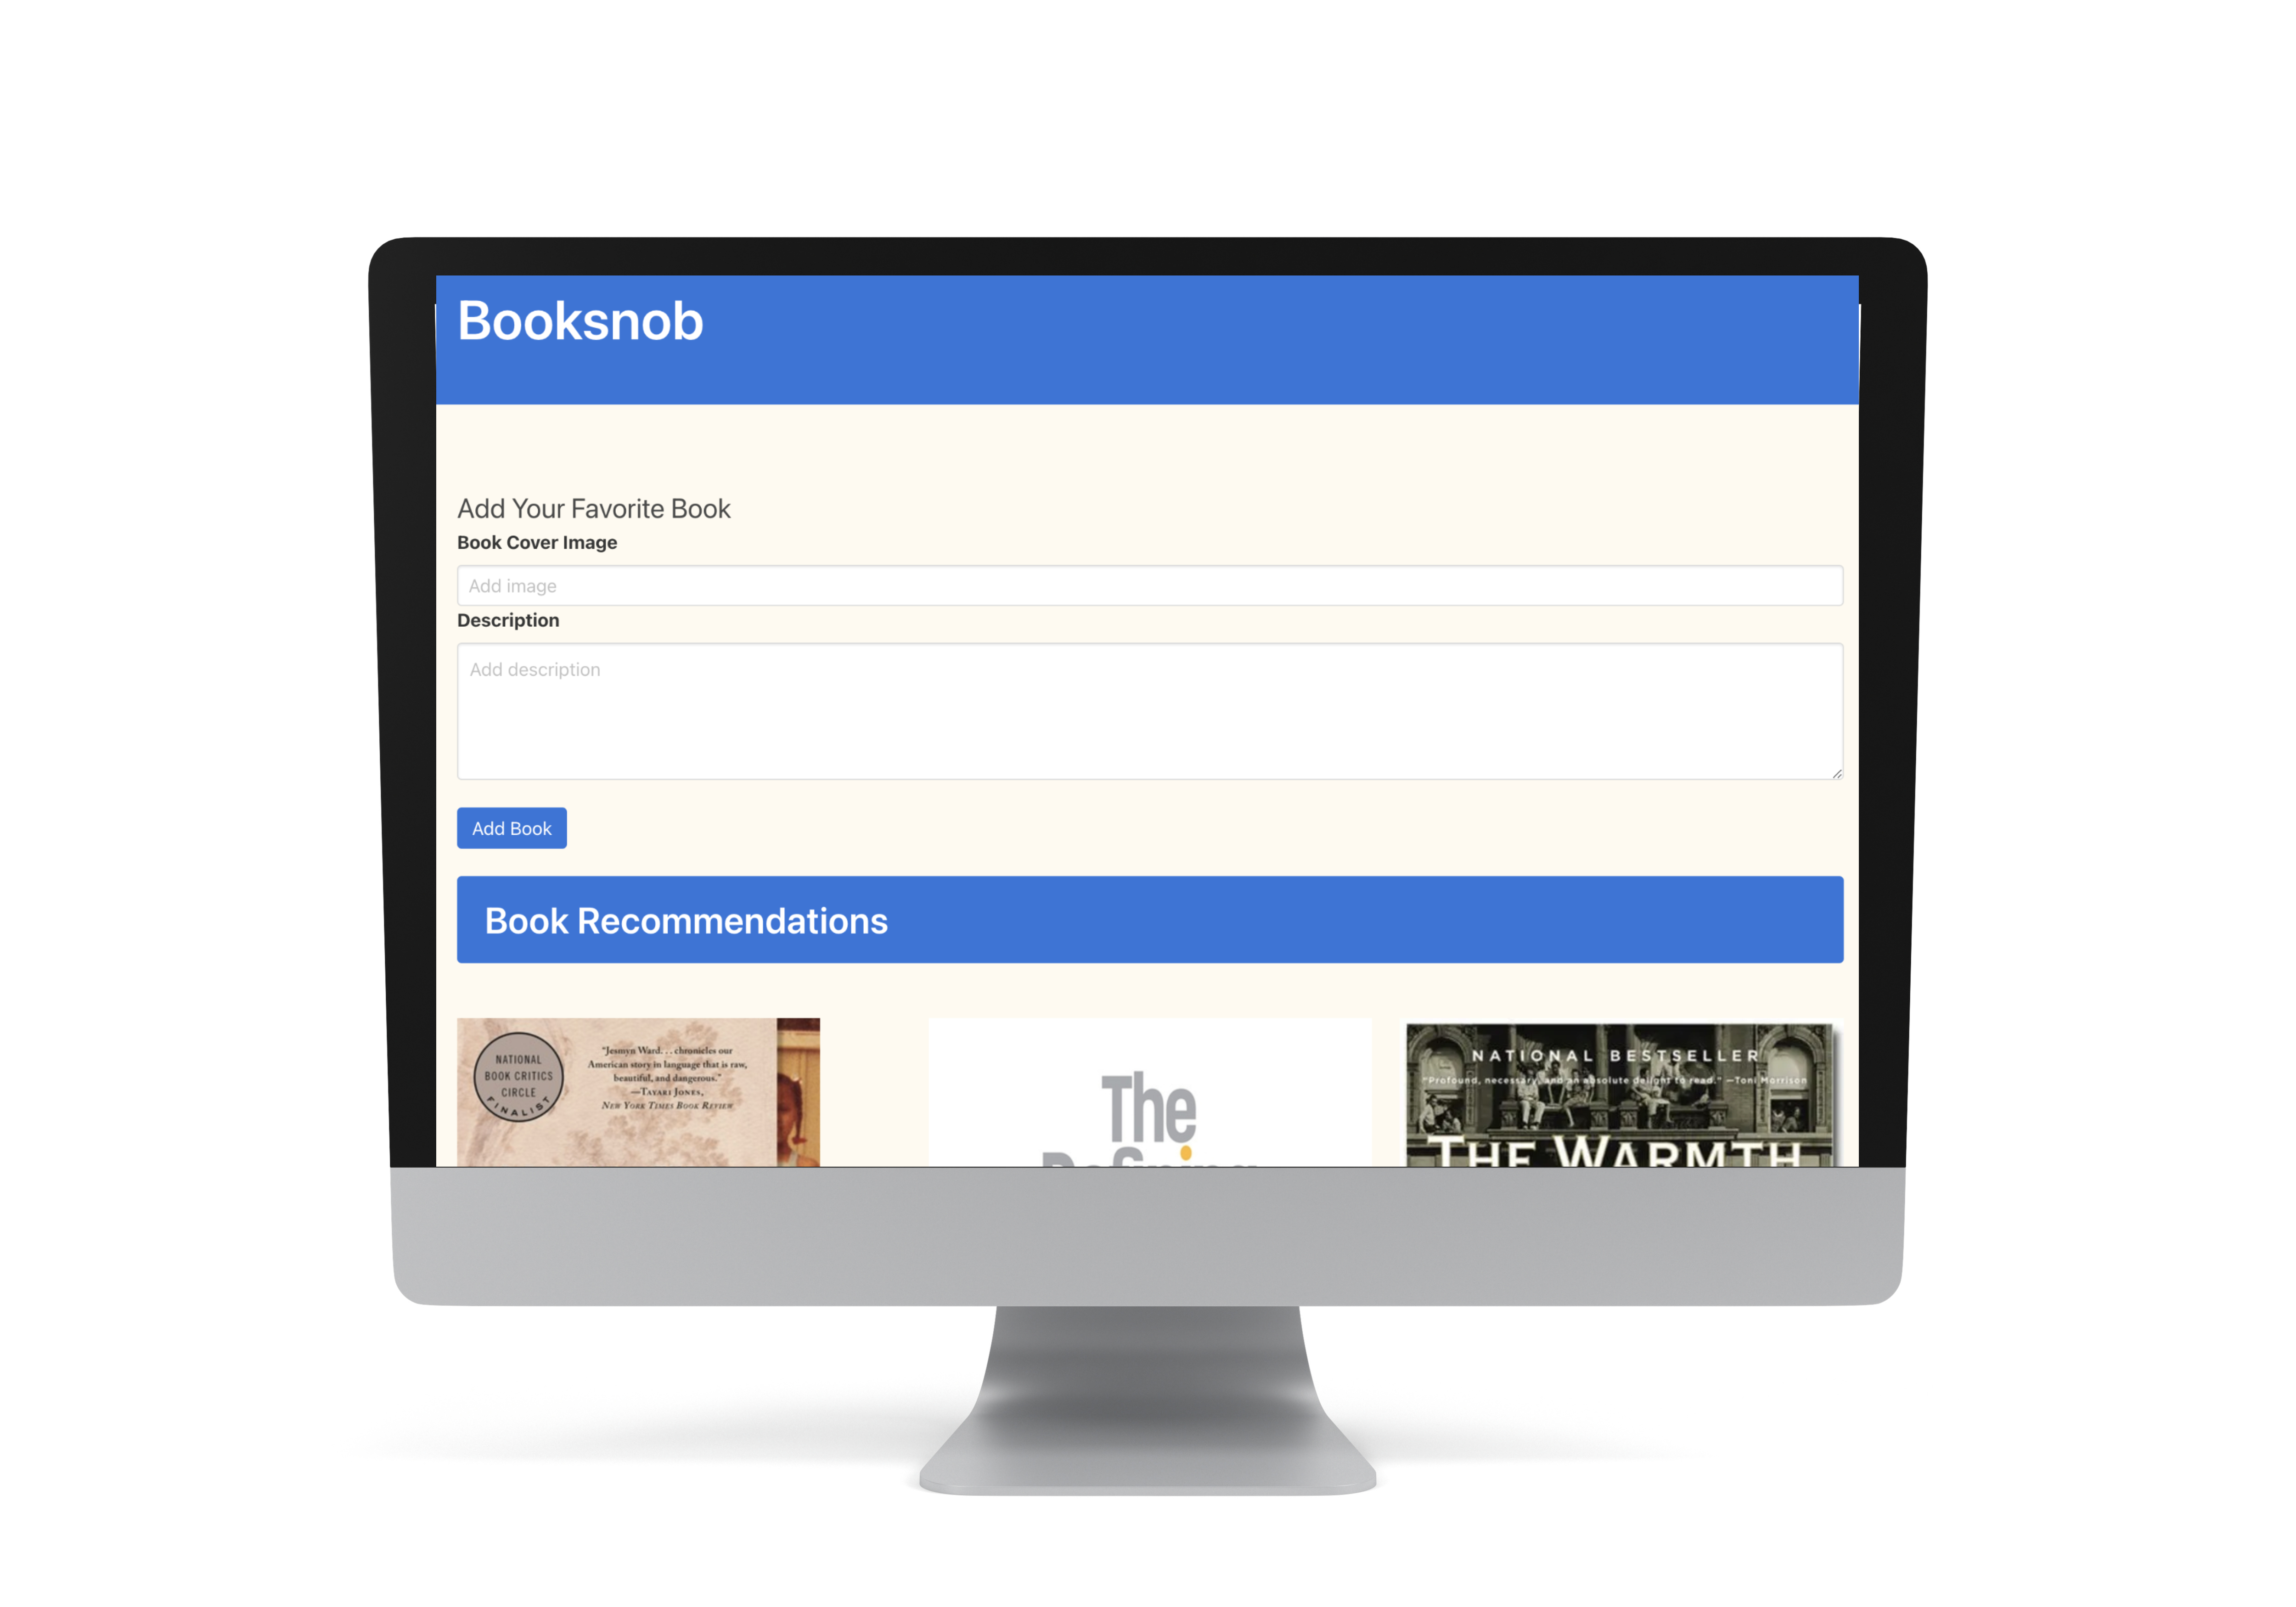 Booksnob
Add Your Favorite Book
Book Cover Image
Add image
Description
Add description
Add Book
Book Recommendations
NATIONAL
BOOK CRITICS
CIRCLE
FINALIST
"Jesmyn Ward. . . chronicles our
American story in language that is raw,
beautiful, and dangerous."
—TAYARI JONES,
NEW YORK TIMES BOOK REVIEW
The
Defining
NATIONAL BESTSELLER
"Profound, necessary, and an absolute delight to read." —Toni Morrison
THE WARMTH